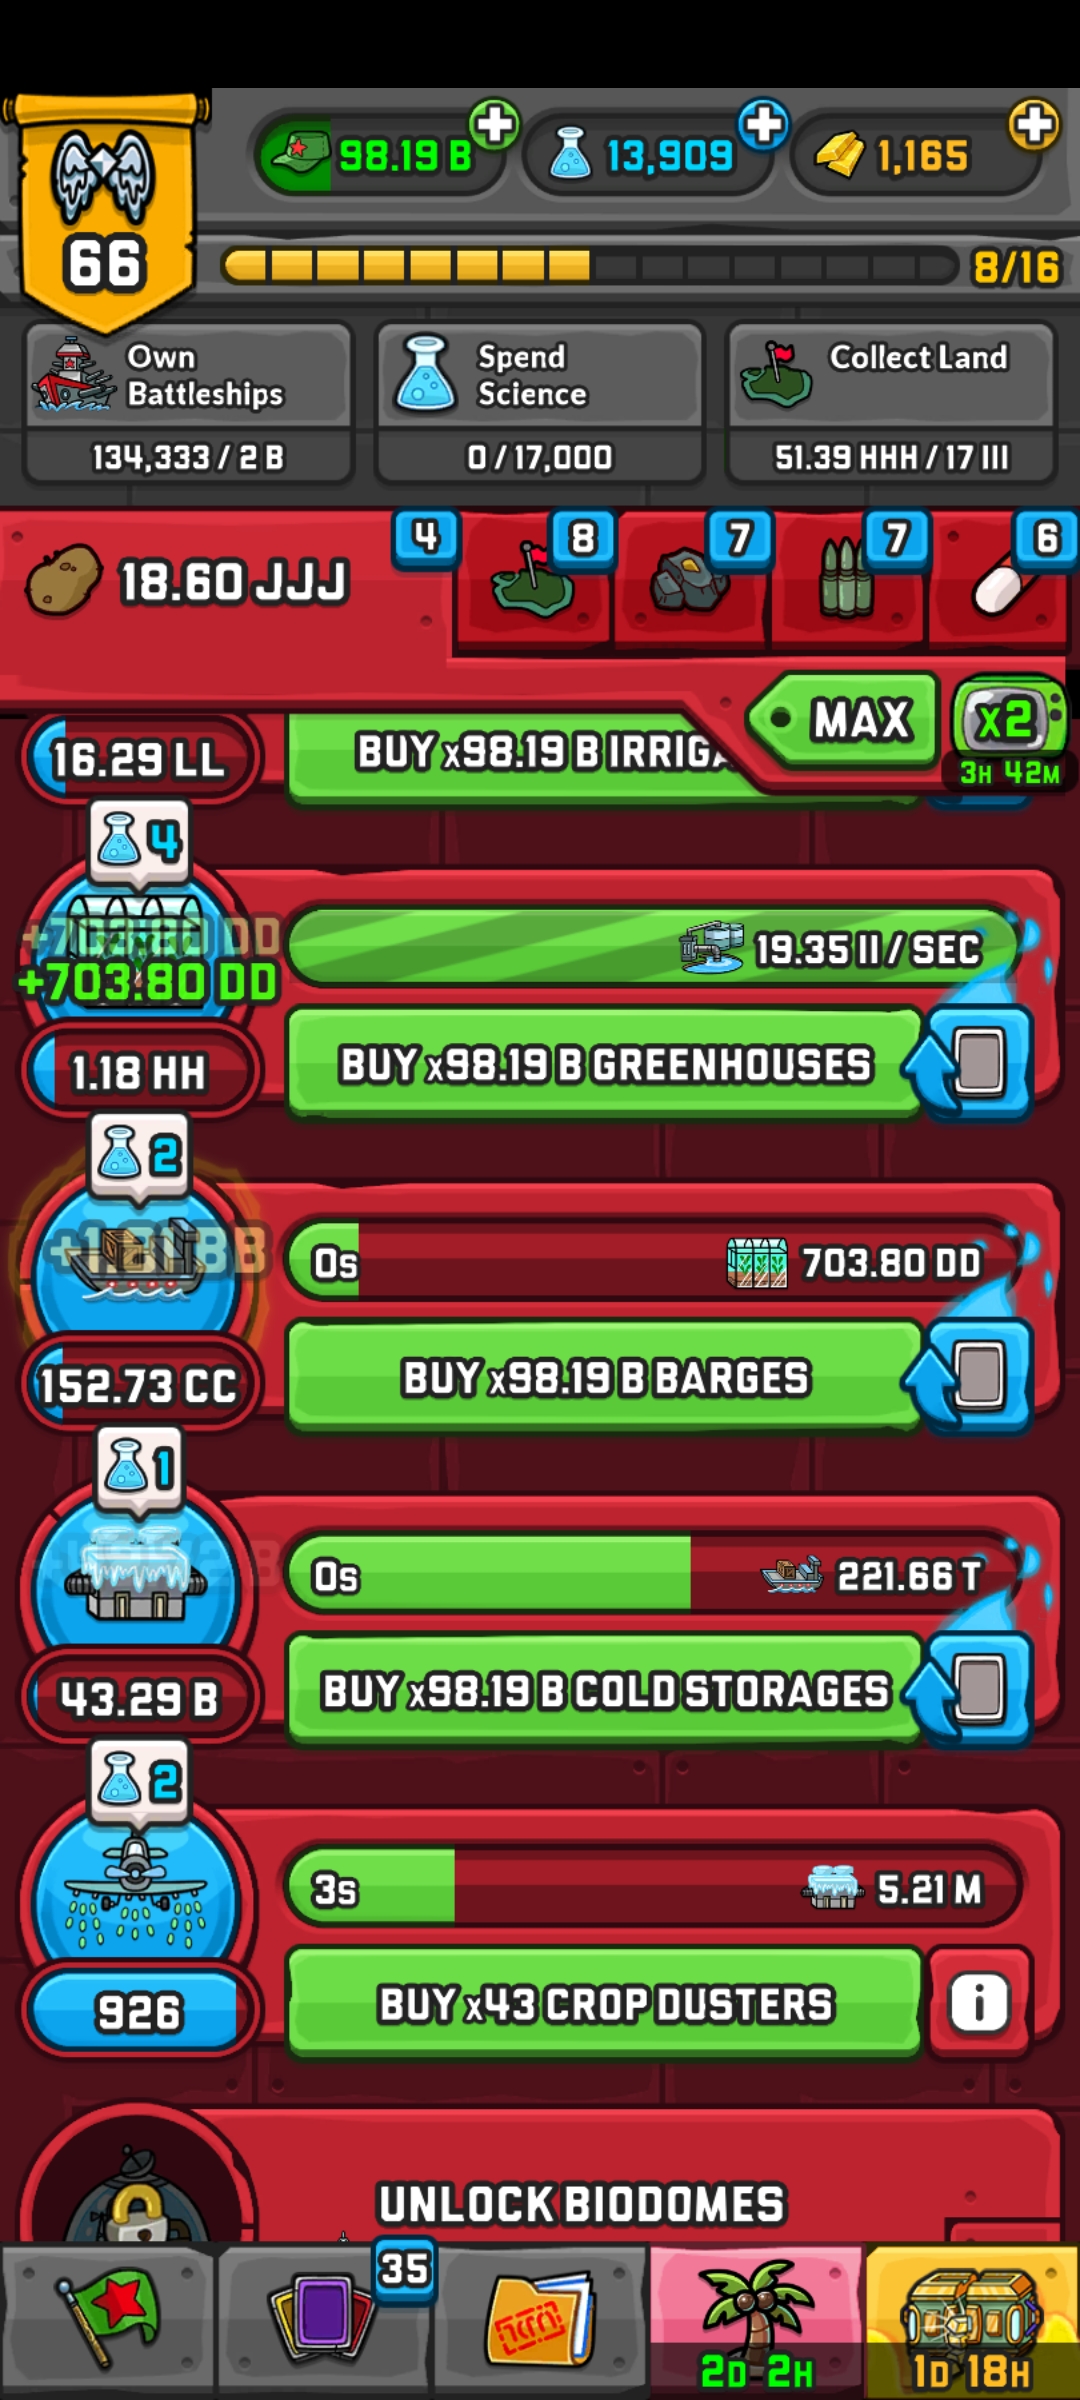 98.19 B
13,909
1,165
66
8/16
Own
Battleships
134,333 / 2 B
Spend
Science
0 / 17,000
Collect Land
51.39 HHH / 17 III
18.60 JJJ
4
8
7
7
6
MAX
x2
3H 42M
16.29 LL
BUY x98.19 B
4
+703.80 DD
19.35 II / SEC
1.18 HH
BUY x98.19 B GREENHOUSES
2
0s
703.80 DD
152.73 CC
BUY x98.19 B BARGES
1
0s
221.66 T
43.29 B
BUY x98.19 B COLD STORAGES
2
3s
5.21 M
926
BUY x43 CROP DUSTERS
i
UNLOCK BIODOMES
35
2D 2H
1D 18H